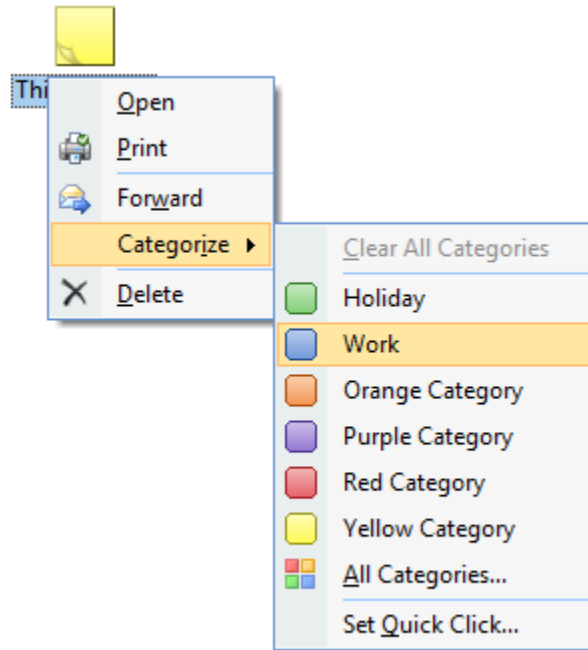 Thi
Open
Print
Forward
Categorize
Delete
Clear All Categories
Holiday
Work
Orange Category
Purple Category
Red Category
Yellow Category
All Categories...
Set Quick Click...